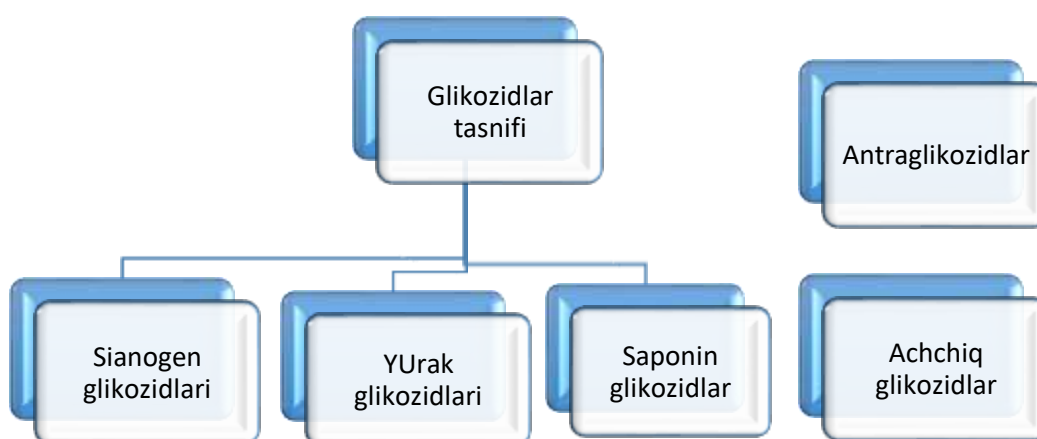 Glikozidlar
tasnifi
Antraglikozidlar
Sianogen
glikozidlari
YUrak
glikozidlari
Saponin
glikozidlar
Achchiq
glikozidlar